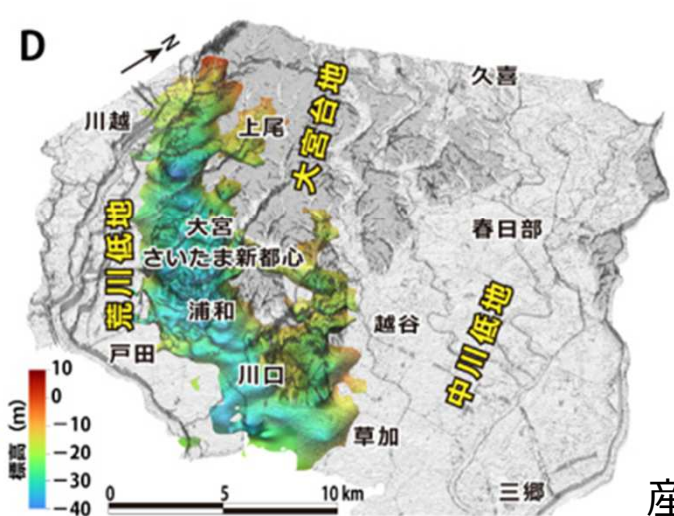 D
N
久喜
大宮台地
川越
上尾
荒川低地
大宮
さいたま新都心
春日部
浦和
越谷
中川低地
戸田
川口
草加
三郷
産
標高（m）
10
0
−10
−20
−30
−40
0 5 10 km